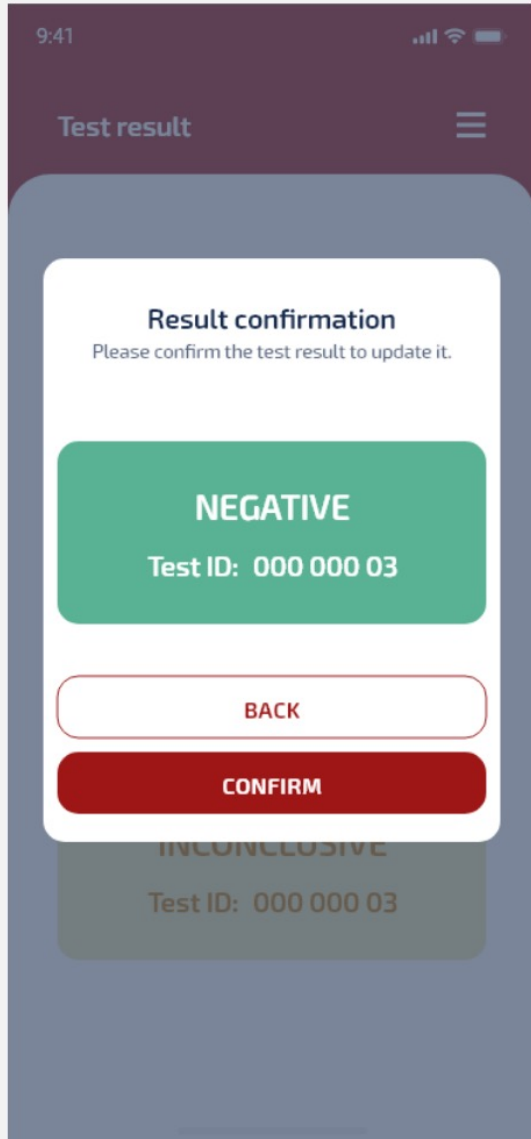 9:41
Test result
Result confirmation
Please confirm the test result to update it.
NEGATIVE
Test ID: 000 000 03
BACK
CONFIRM
INCONCLUSIVE
Test ID: 000 000 03